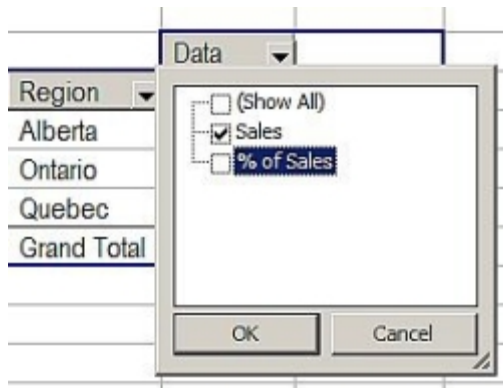 Data
Region
(Show All)
Alberta
Sales
Ontario
% of Sales
Quebec
Grand Total
OK Cancel